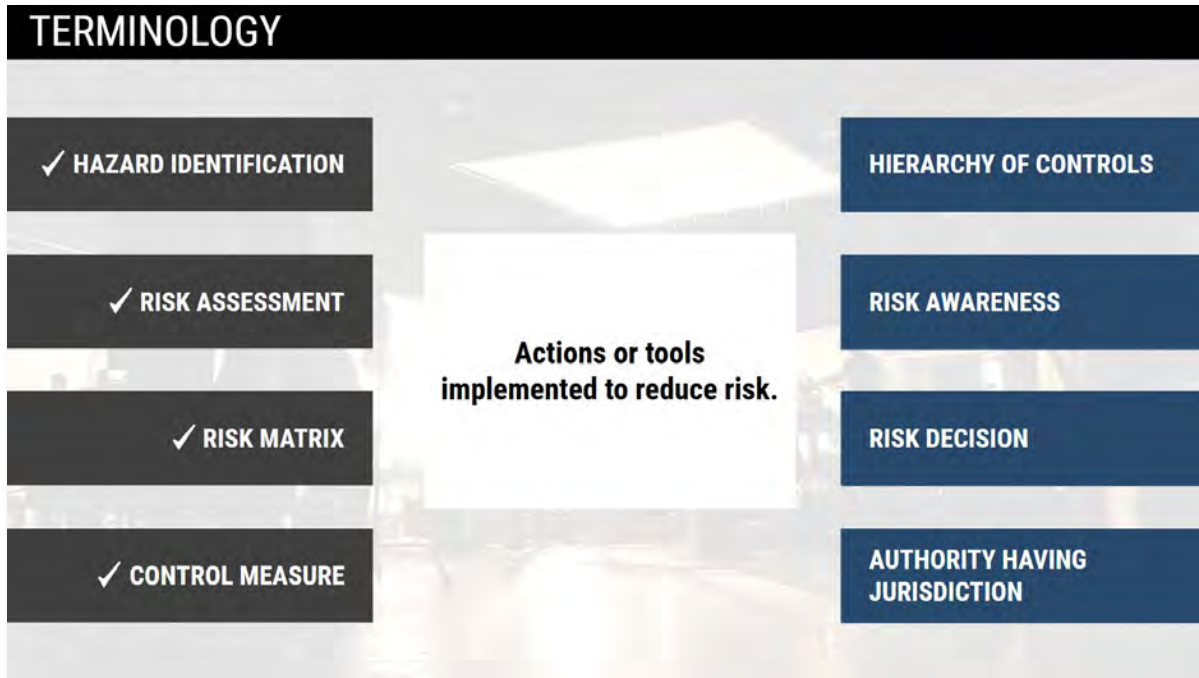 TERMINOLOGY
✓ HAZARD IDENTIFICATION
✓ RISK ASSESSMENT
✓ RISK MATRIX
✓ CONTROL MEASURE
Actions or tools
implemented to reduce risk.
HIERARCHY OF CONTROLS
RISK AWARENESS
RISK DECISION
AUTHORITY HAVING
JURISDICTION